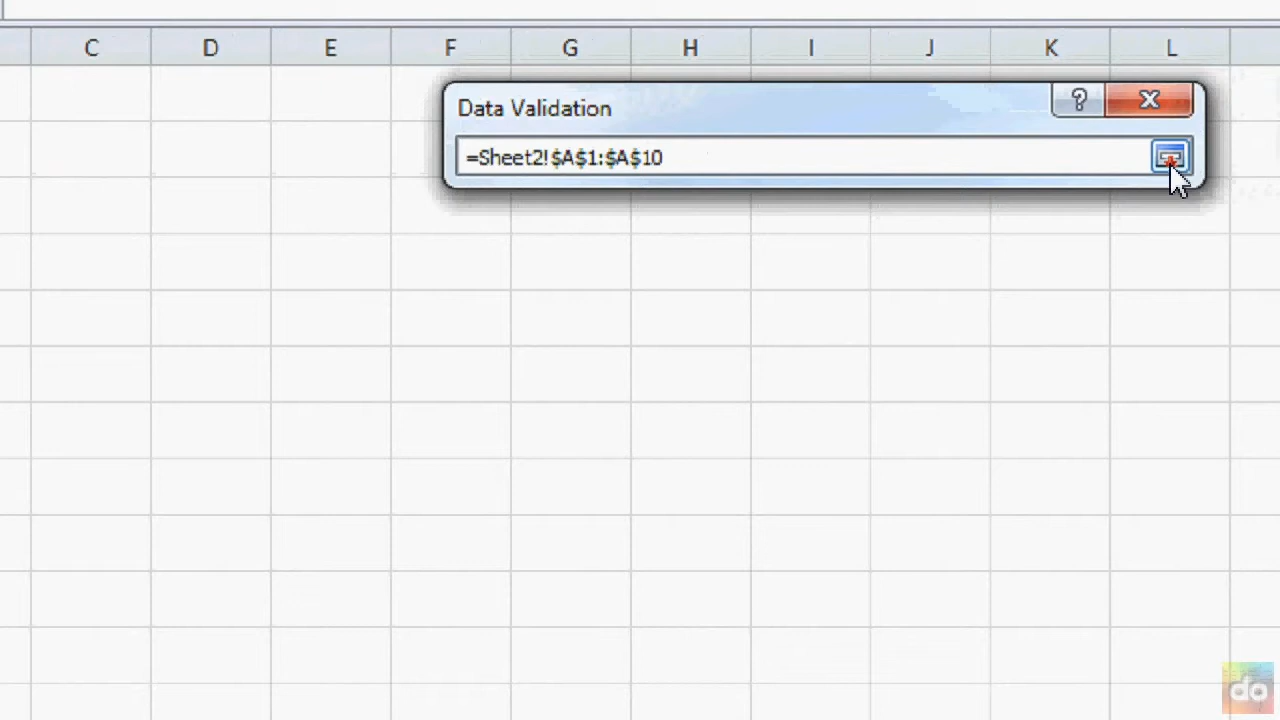 C D E F G H I J K L
Data Validation ?
=Sheet2!$A$1:$A$10
do